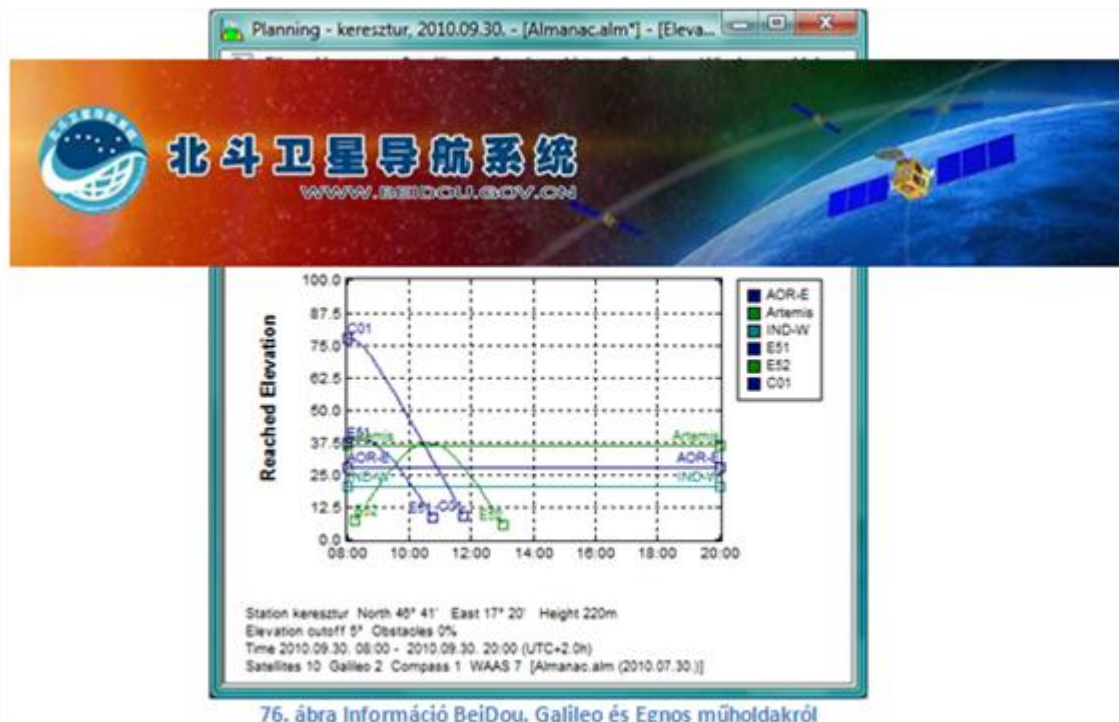 Planning - keresztur, 2010.09.30. - [Almanac.alm*] - [Eleva...
北斗卫星导航系统
WWW.BEIDOU.GOV.CN
Reached Elevation
100.0
87.5
75.0
62.5
50.0
37.5
25.0
12.5
0.0
08:00 10:00 12:00 14:00 16:00 18:00 20:00
C01
E51
Artemis Artemis
AOR-E AOR-E
IND-W IND-W
E52 E51 C01 E52
AOR-E
Artemis
IND-W
E51
E52
C01
Station keresztur North 46° 41' East 17° 20' Height 220m
Elevation cutoff 5° Obstacles 0%
Time 2010.09.30. 08:00 - 2010.09.30. 20:00 (UTC+2.0h)
Satellites 10 Galileo 2 Compass 1 WAAS 7 [Almanac.alm (2010.07.30.)]
76. ábra Információ BeiDou, Galileo és Egnos műholdakról